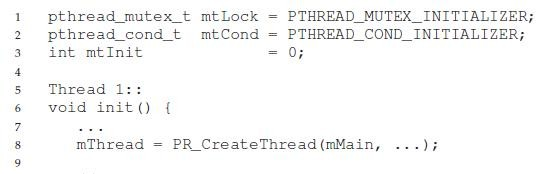 1 pthread_mutex_t mtLock = PTHREAD_MUTEX_INITIALIZER;
2 pthread_cond_t mtCond = PTHREAD_COND_INITIALIZER;
3 int mtInit = 0;
4
5 Thread 1::
6 void init() {
7 ...
8 mThread = PR_CreateThread(mMain, ...);
9